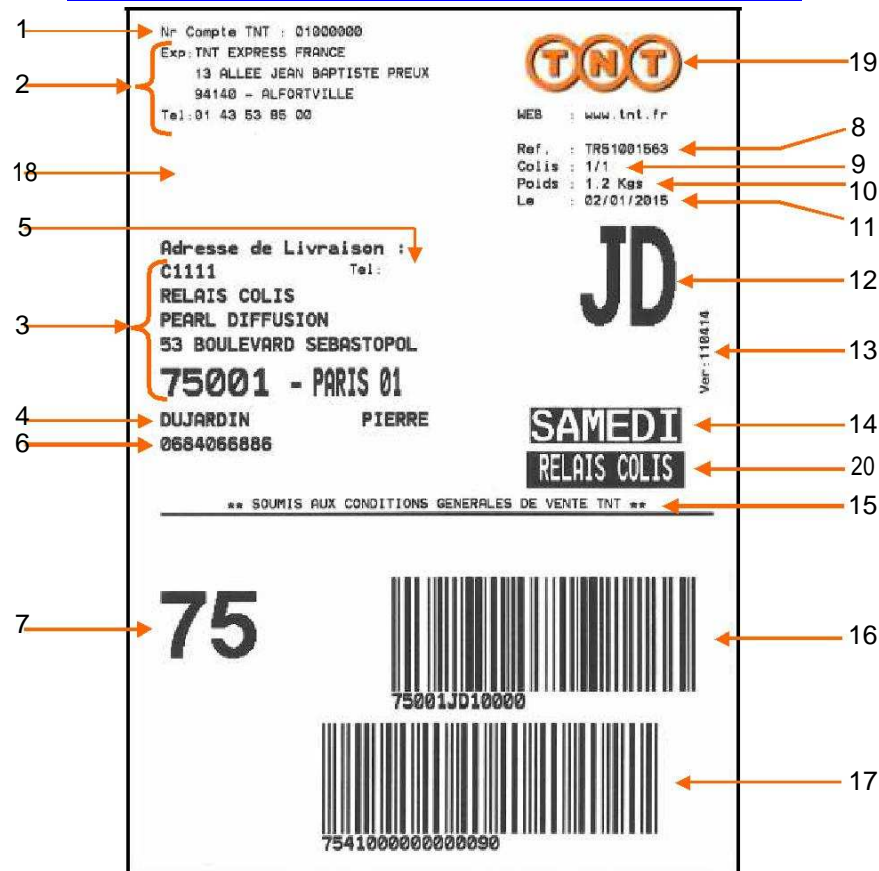 1
Nr Compte TNT : 01000000
2
Exp: TNT EXPRESS FRANCE
13 ALLEE JEAN BAPTISTE PREUX
94140 - ALFORTVILLE
Tel:01 43 53 85 00
TNT
19
WEB : www.tnt.fr
Ref. : TR51001563
8
Colis : 1/1
9
Poids : 1.2 Kgs
10
Le : 02/01/2015
11
18
5
Adresse de Livraison :
3
C1111 Tel:
RELAIS COLIS
PEARL DIFFUSION
53 BOULEVARD SEBASTOPOL
75001 - PARIS 01
JD
12
Ver:110414
13
4
DUJARDIN PIERRE
6
0684066886
SAMEDI
14
RELAIS COLIS
20
** SOUMIS AUX CONDITIONS GENERALES DE VENTE TNT **
15
7
75
16
75001JD10000
17
7541000000000090